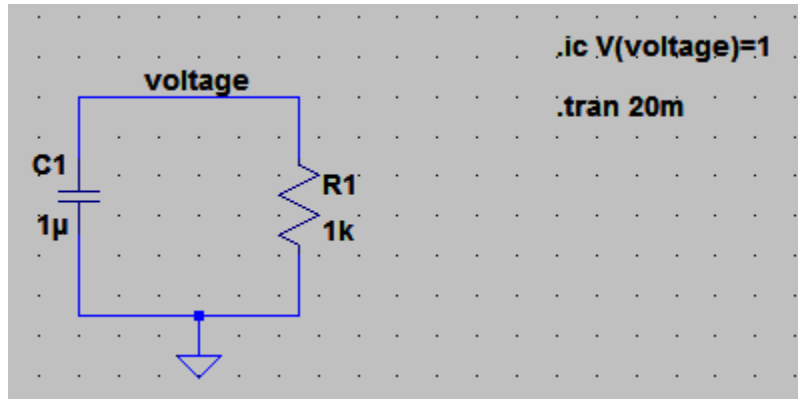 .ic V(voltage)=1
voltage
.tran 20m
C1
R1
1µ
1k